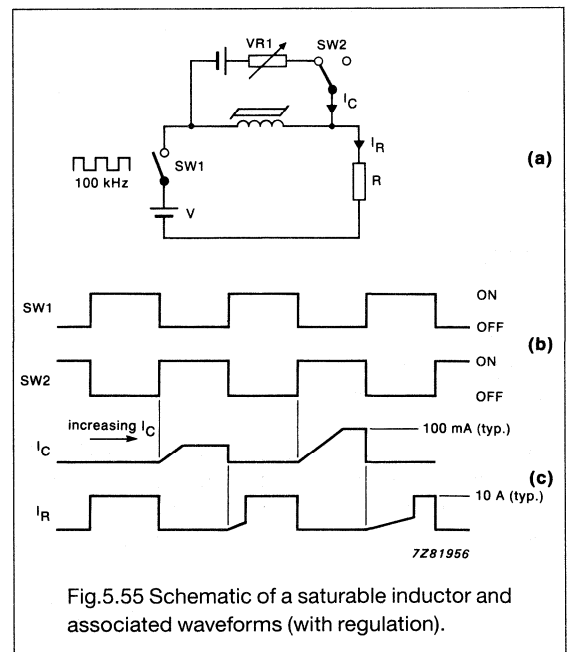 VR1
SW2
I_C
I_R
(a)
SW1
100 kHz
R
V
SW1
ON
OFF
(b)
SW2
ON
OFF
increasing I_C
I_C
100 mA (typ.)
(c)
I_R
10 A (typ.)
7Z81956
Fig.5.55 Schematic of a saturable inductor and
associated waveforms (with regulation).